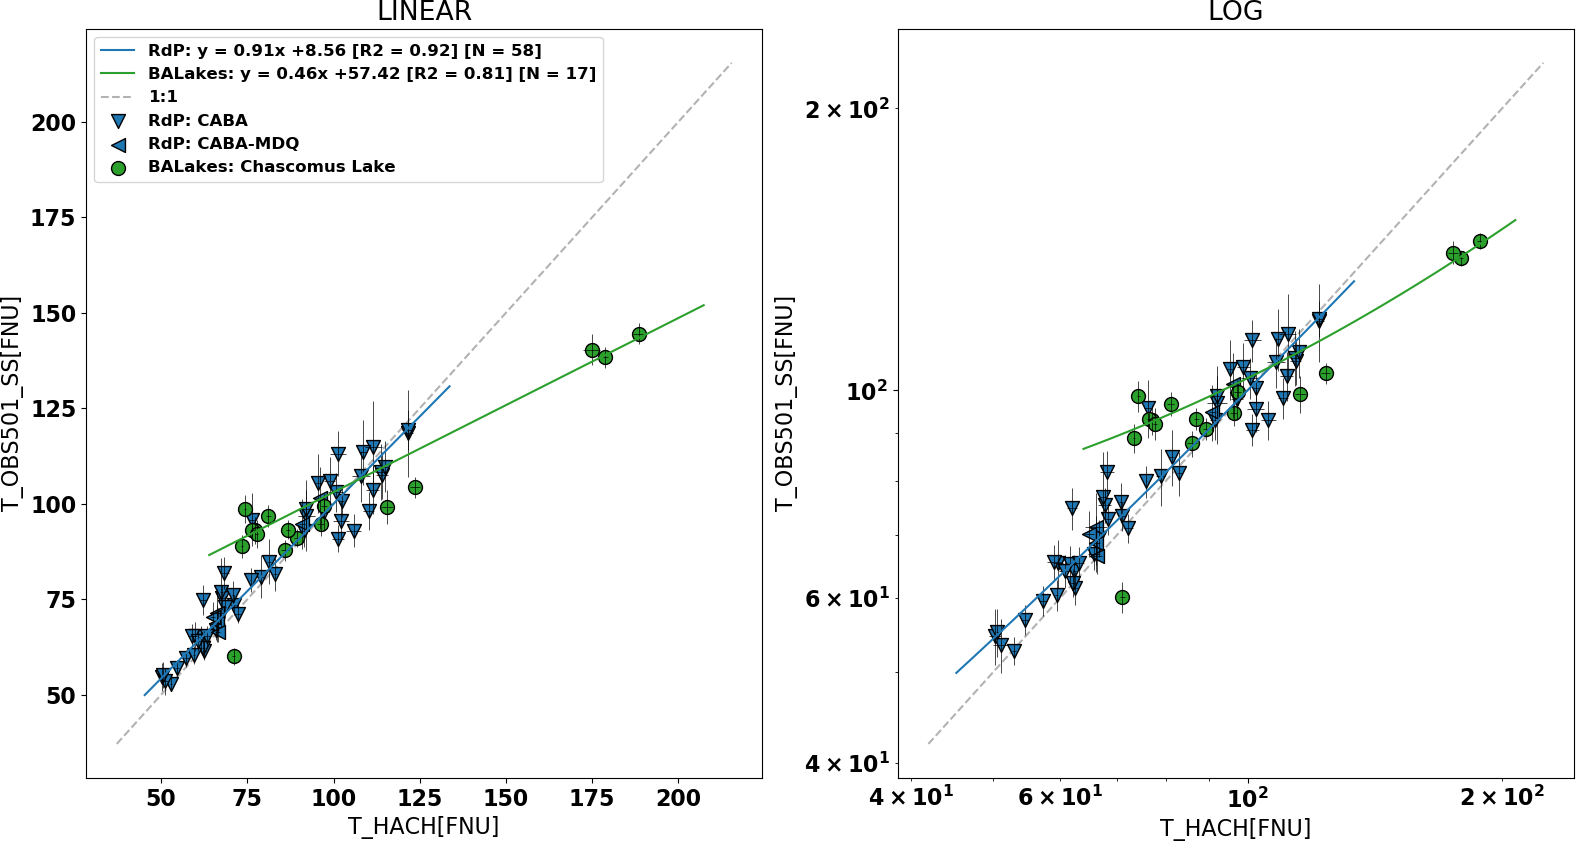 LINEAR
RdP: y = 0.91x +8.56 [R2 = 0.92] [N = 58]
BALakes: y = 0.46x +57.42 [R2 = 0.81] [N = 17]
1:1
RdP: CABA
RdP: CABA-MDQ
BALakes: Chascomus Lake
T_OBS501_SS[FNU]
200
175
150
125
100
75
50
50 75 100 125 150 175 200
T_HACH[FNU]
LOG
T_OBS501_SS[FNU]
2 × 10²
10²
6 × 10¹
4 × 10¹
4 × 10¹ 6 × 10¹ 10² 2 × 10²
T_HACH[FNU]